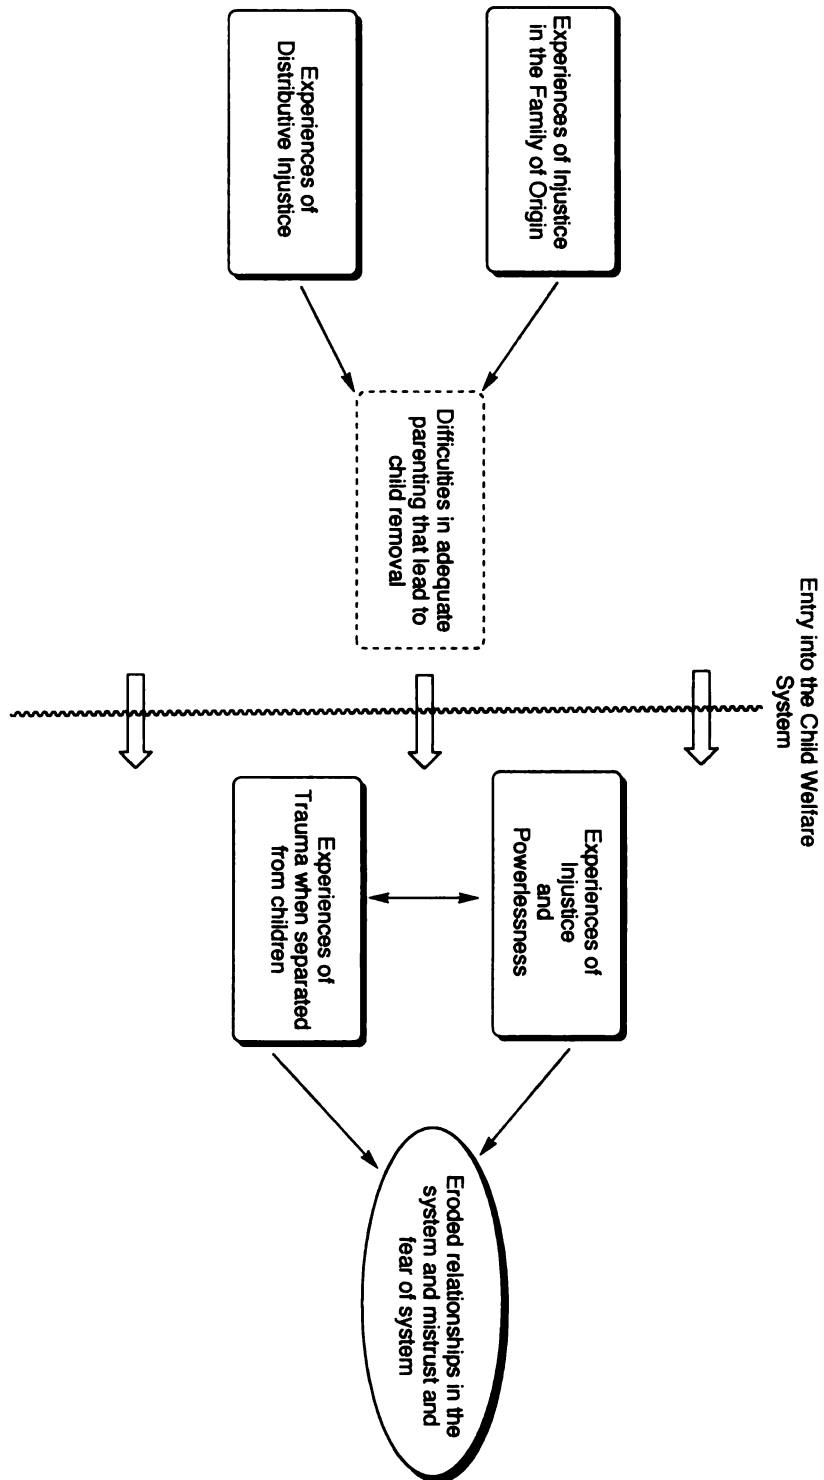 Entry into the Child Welfare
System
Experiences of Injustice
in the Family of Origin
Experiences of
Distributive Injustice
Difficulties in adequate
parenting that lead to
child removal
Experiences of
Injustice
and
Powerlessness
Experiences of
Trauma when separated
from children
Eroded relationships in the
system and mistrust and
fear of system